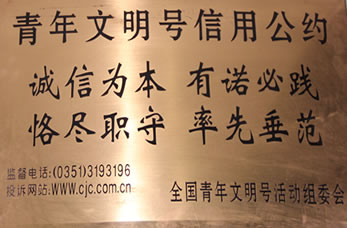 青年文明号信用公约
诚信为本 有诺必践
恪尽职守 率先垂范
监督电话:(0351)3193196
投诉网站:www.cjc.com.cn
全国青年文明号活动组委会